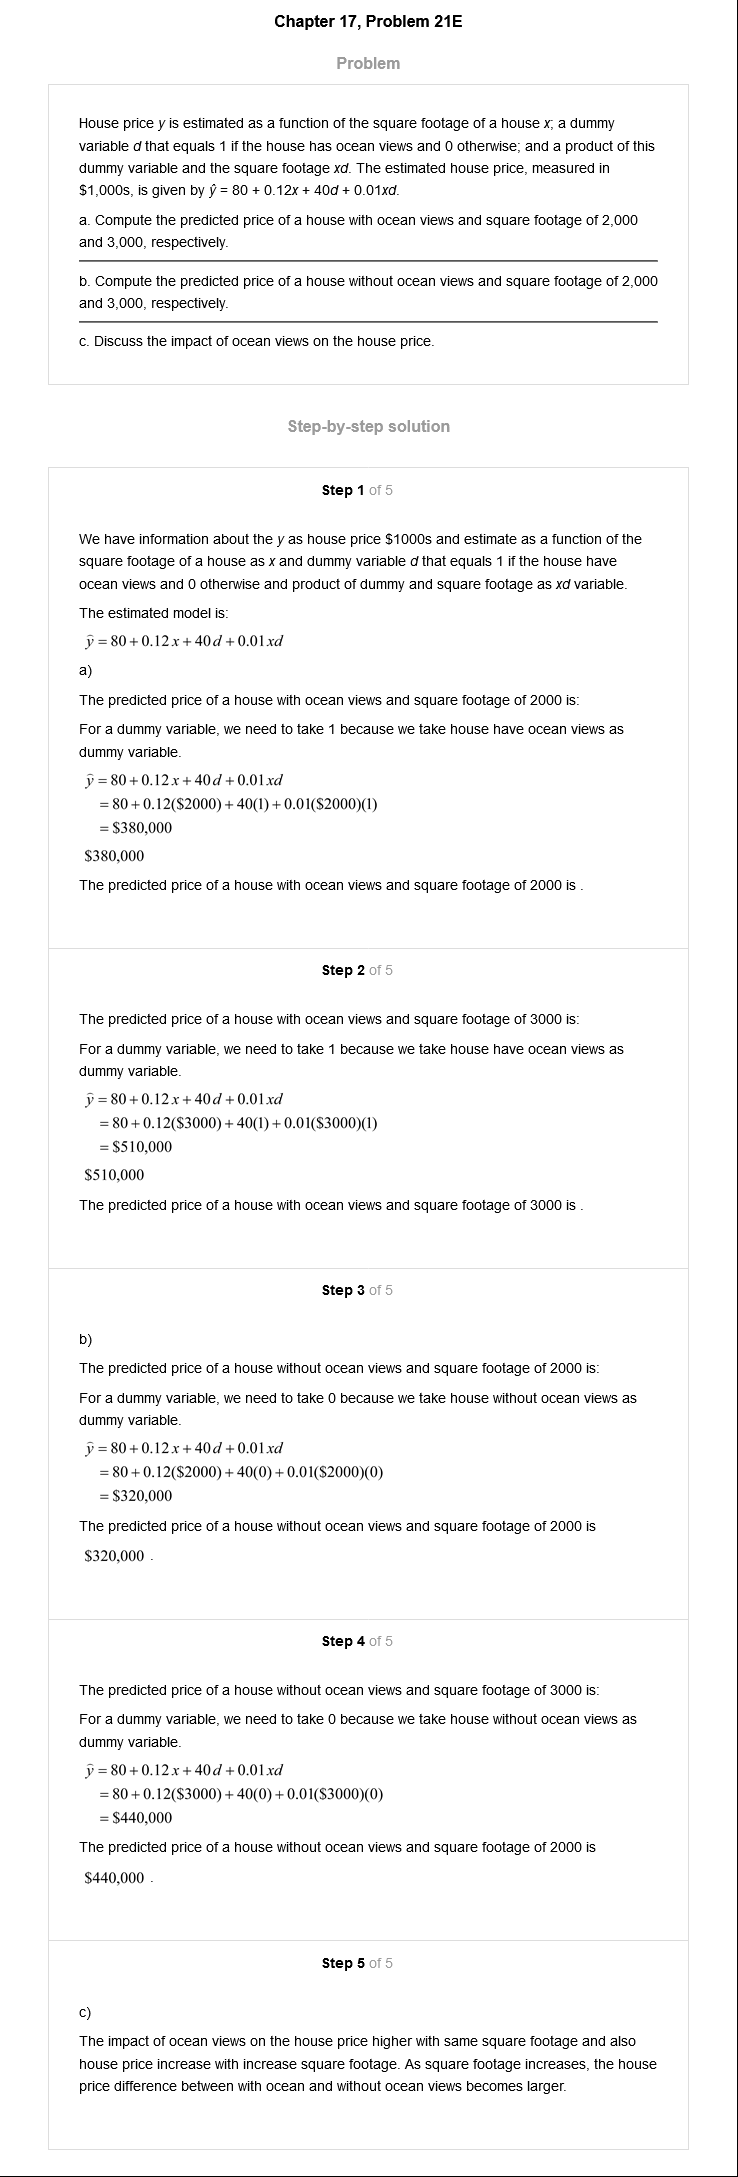 Chapter 17, Problem 21E
Problem
House price y is estimated as a function of the square footage of a house x; a dummy
variable d that equals 1 if the house has ocean views and 0 otherwise; and a product of this
dummy variable and the square footage xd. The estimated house price, measured in
$1,000s, is given by ŷ = 80 + 0.12x + 40d + 0.01xd.
a. Compute the predicted price of a house with ocean views and square footage of 2,000
and 3,000, respectively.
b. Compute the predicted price of a house without ocean views and square footage of 2,000
and 3,000, respectively.
c. Discuss the impact of ocean views on the house price.
Step-by-step solution
Step 1 of 5
We have information about the y as house price $1000s and estimate as a function of the
square footage of a house as x and dummy variable d that equals 1 if the house have
ocean views and 0 otherwise and product of dummy and square footage as xd variable.
The estimated model is:
ŷ = 80 + 0.12x + 40d + 0.01xd
a)
The predicted price of a house with ocean views and square footage of 2000 is:
For a dummy variable, we need to take 1 because we take house have ocean views as
dummy variable.
ŷ = 80 + 0.12x + 40d + 0.01xd
= 80 + 0.12($2000) + 40(1) + 0.01($2000)(1)
= $380,000
$380,000
The predicted price of a house with ocean views and square footage of 2000 is .
Step 2 of 5
The predicted price of a house with ocean views and square footage of 3000 is:
For a dummy variable, we need to take 1 because we take house have ocean views as
dummy variable.
ŷ = 80 + 0.12x + 40d + 0.01xd
= 80 + 0.12($3000) + 40(1) + 0.01($3000)(1)
= $510,000
$510,000
The predicted price of a house with ocean views and square footage of 3000 is .
Step 3 of 5
b)
The predicted price of a house without ocean views and square footage of 2000 is:
For a dummy variable, we need to take 0 because we take house without ocean views as
dummy variable.
ŷ = 80 + 0.12x + 40d + 0.01xd
= 80 + 0.12($2000) + 40(0) + 0.01($2000)(0)
= $320,000
The predicted price of a house without ocean views and square footage of 2000 is
$320,000 .
Step 4 of 5
The predicted price of a house without ocean views and square footage of 3000 is:
For a dummy variable, we need to take 0 because we take house without ocean views as
dummy variable.
ŷ = 80 + 0.12x + 40d + 0.01xd
= 80 + 0.12($3000) + 40(0) + 0.01($3000)(0)
= $440,000
The predicted price of a house without ocean views and square footage of 2000 is
$440,000 .
Step 5 of 5
c)
The impact of ocean views on the house price higher with same square footage and also
house price increase with increase square footage. As square footage increases, the house
price difference between with ocean and without ocean views becomes larger.